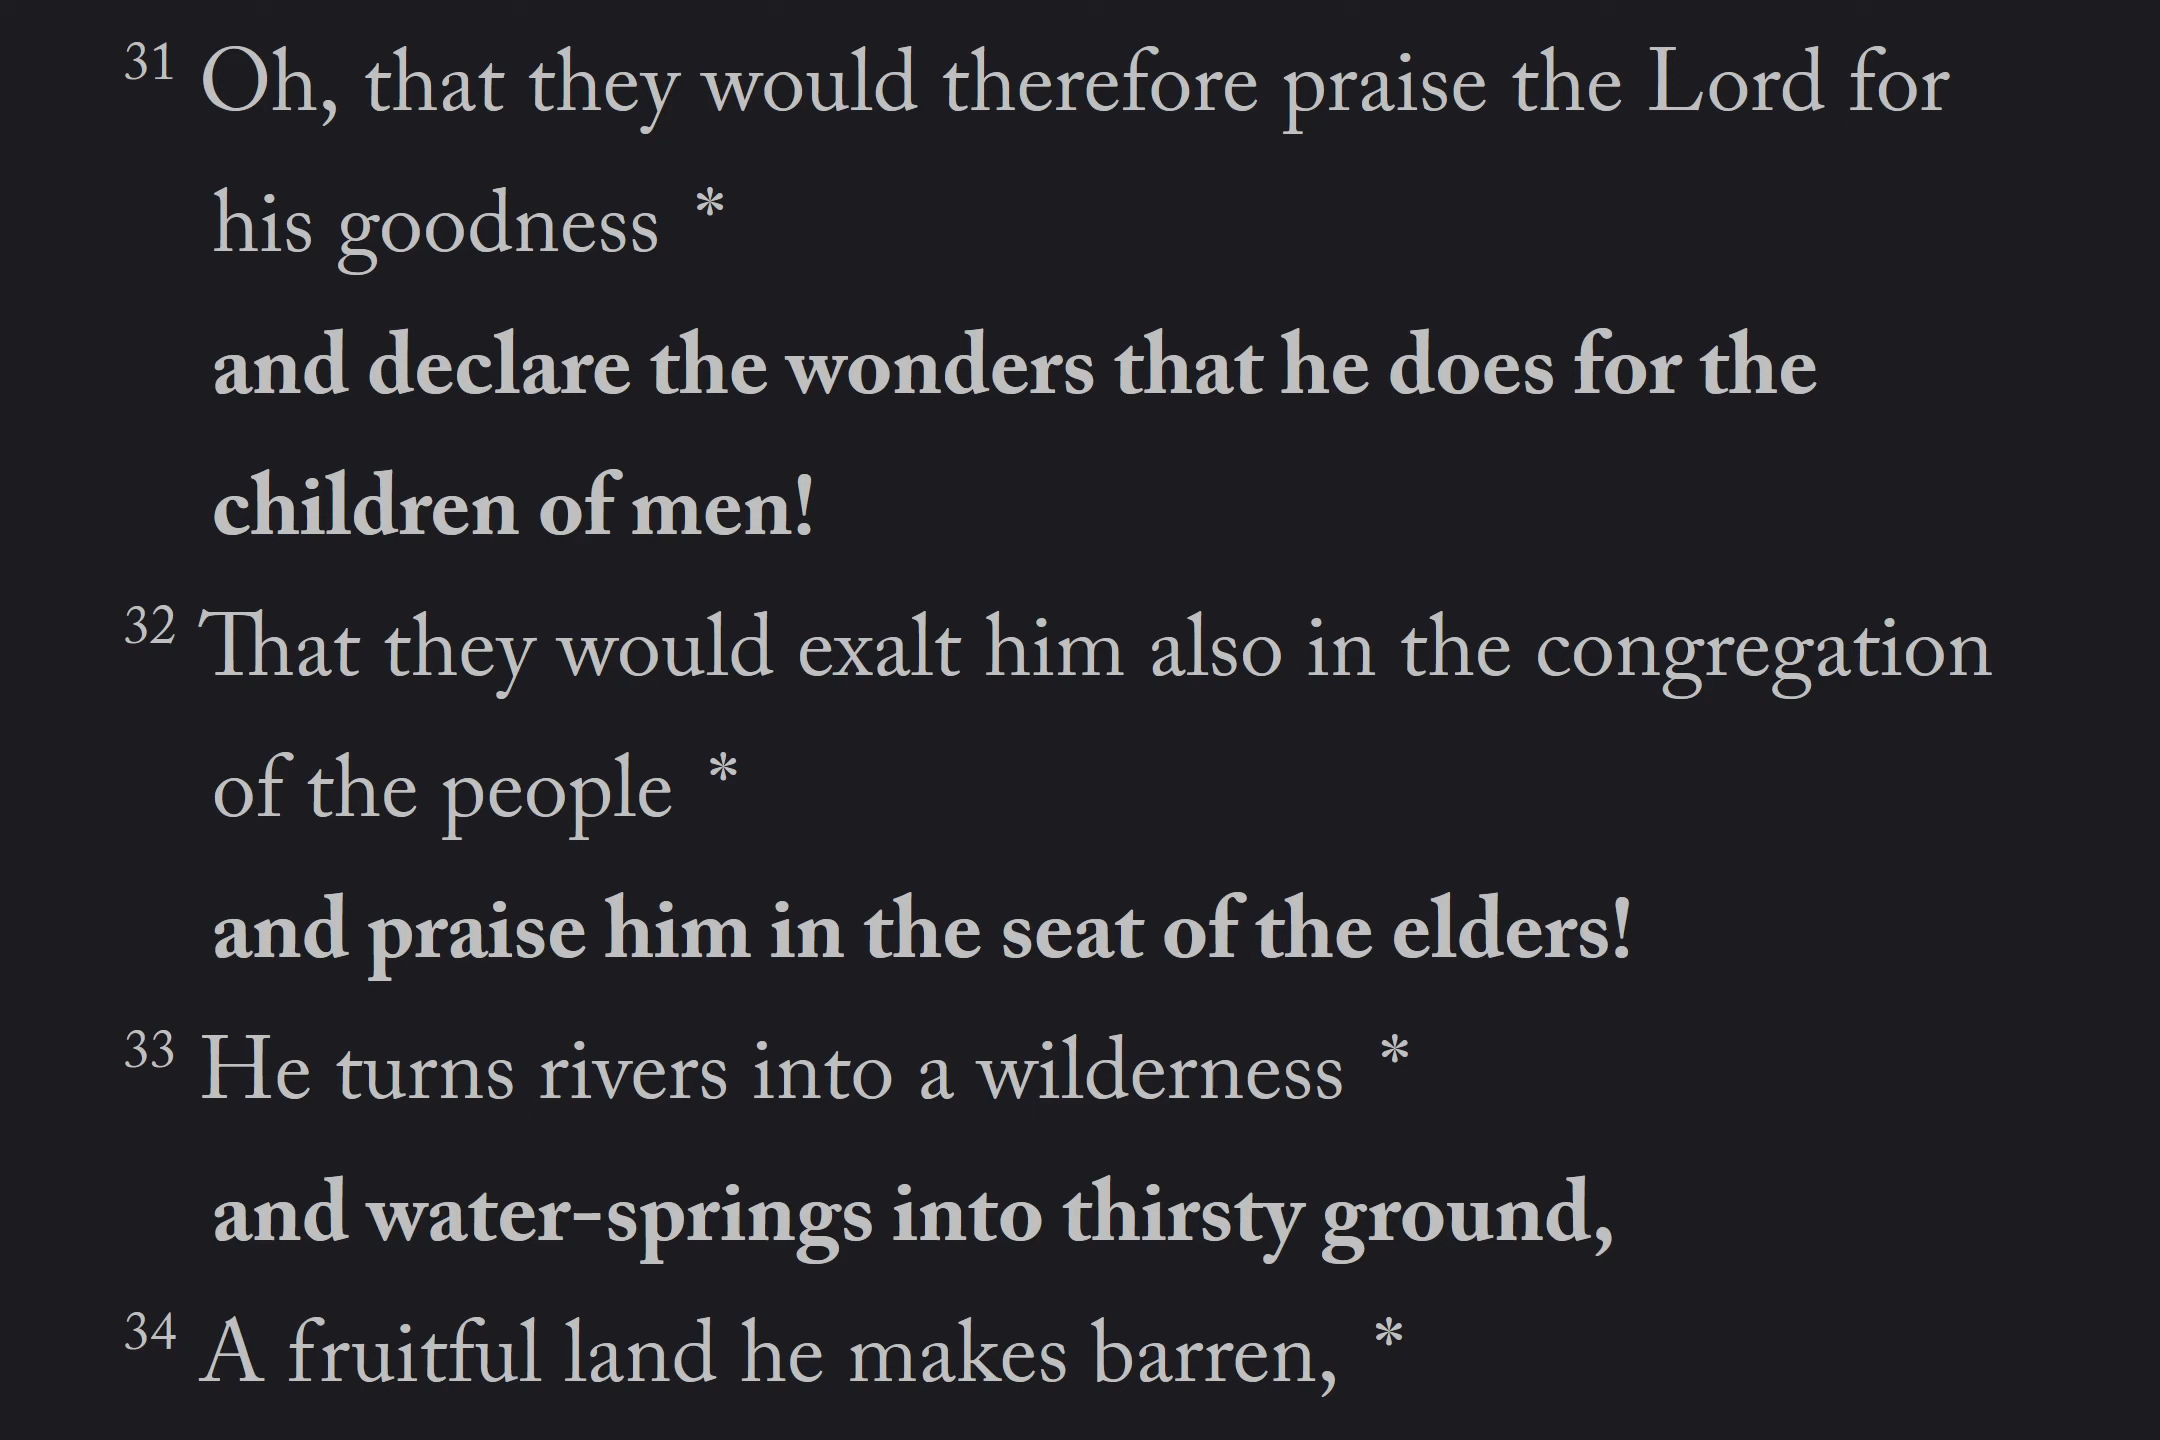 31 Oh, that they would therefore praise the Lord for
his goodness *
and declare the wonders that he does for the
children of men!
32 That they would exalt him also in the congregation
of the people *
and praise him in the seat of the elders!
33 He turns rivers into a wilderness *
and water-springs into thirsty ground,
34 A fruitful land he makes barren, *